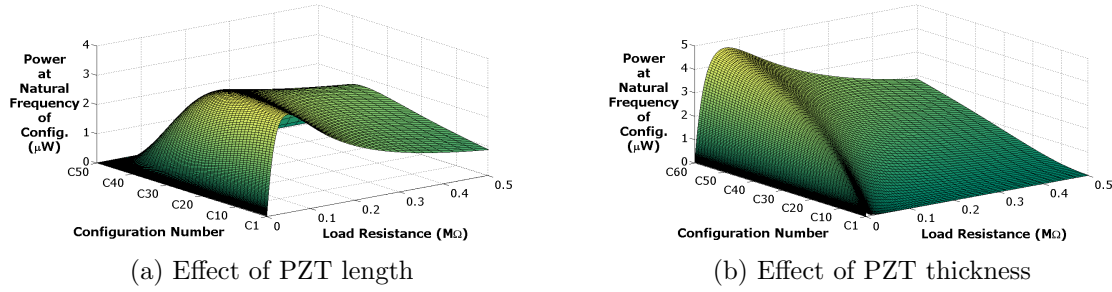 Power
at
Natural
Frequency
of
Config.
(μW)
4
3
2
1
0
C50
C40
C30
C20
C10
C1
Configuration Number
0
0.1
0.2
0.3
0.4
0.5
Load Resistance (MΩ)
(a) Effect of PZT length
Power
at
Natural
Frequency
of
Config.
(μW)
5
4
3
2
1
0
C60
C50
C40
C30
C20
C10
C1
Configuration Number
0
0.1
0.2
0.3
0.4
0.5
Load Resistance (MΩ)
(b) Effect of PZT thickness